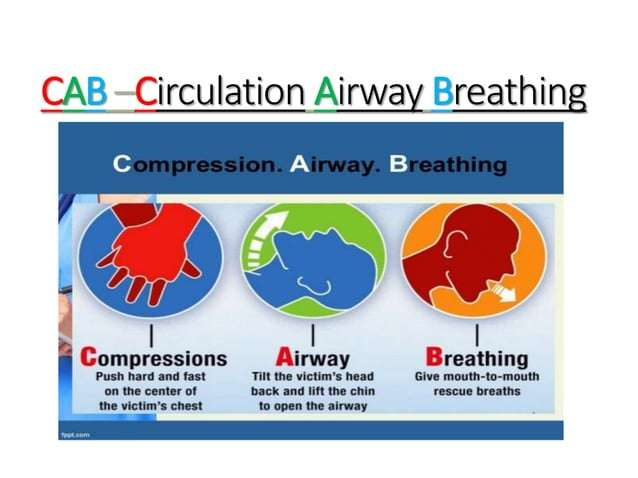 CAB –Circulation Airway Breathing
Compression. Airway. Breathing
Compressions
Push hard and fast
on the center of
the victim's chest
Airway
Tilt the victim's head
back and lift the chin
to open the airway
Breathing
Give mouth-to-mouth
rescue breaths
fppt.com